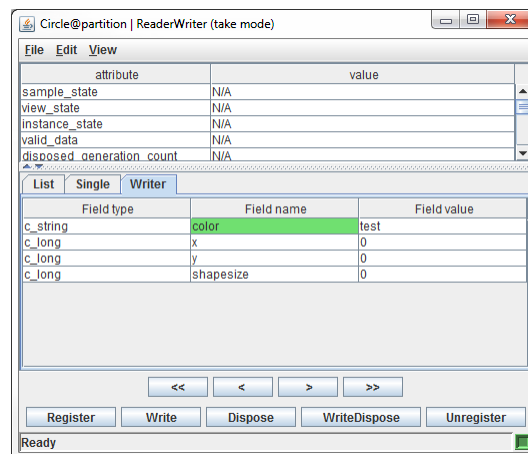 Circle@partition | ReaderWriter (take mode)
File Edit View
attribute value
sample_state N/A
view_state N/A
instance_state N/A
valid_data N/A
disposed_generation_count N/A
List Single Writer
Field type Field name Field value
c_string color test
c_long x 0
c_long y 0
c_long shapesize 0
<< < > >>
Register Write Dispose WriteDispose Unregister
Ready